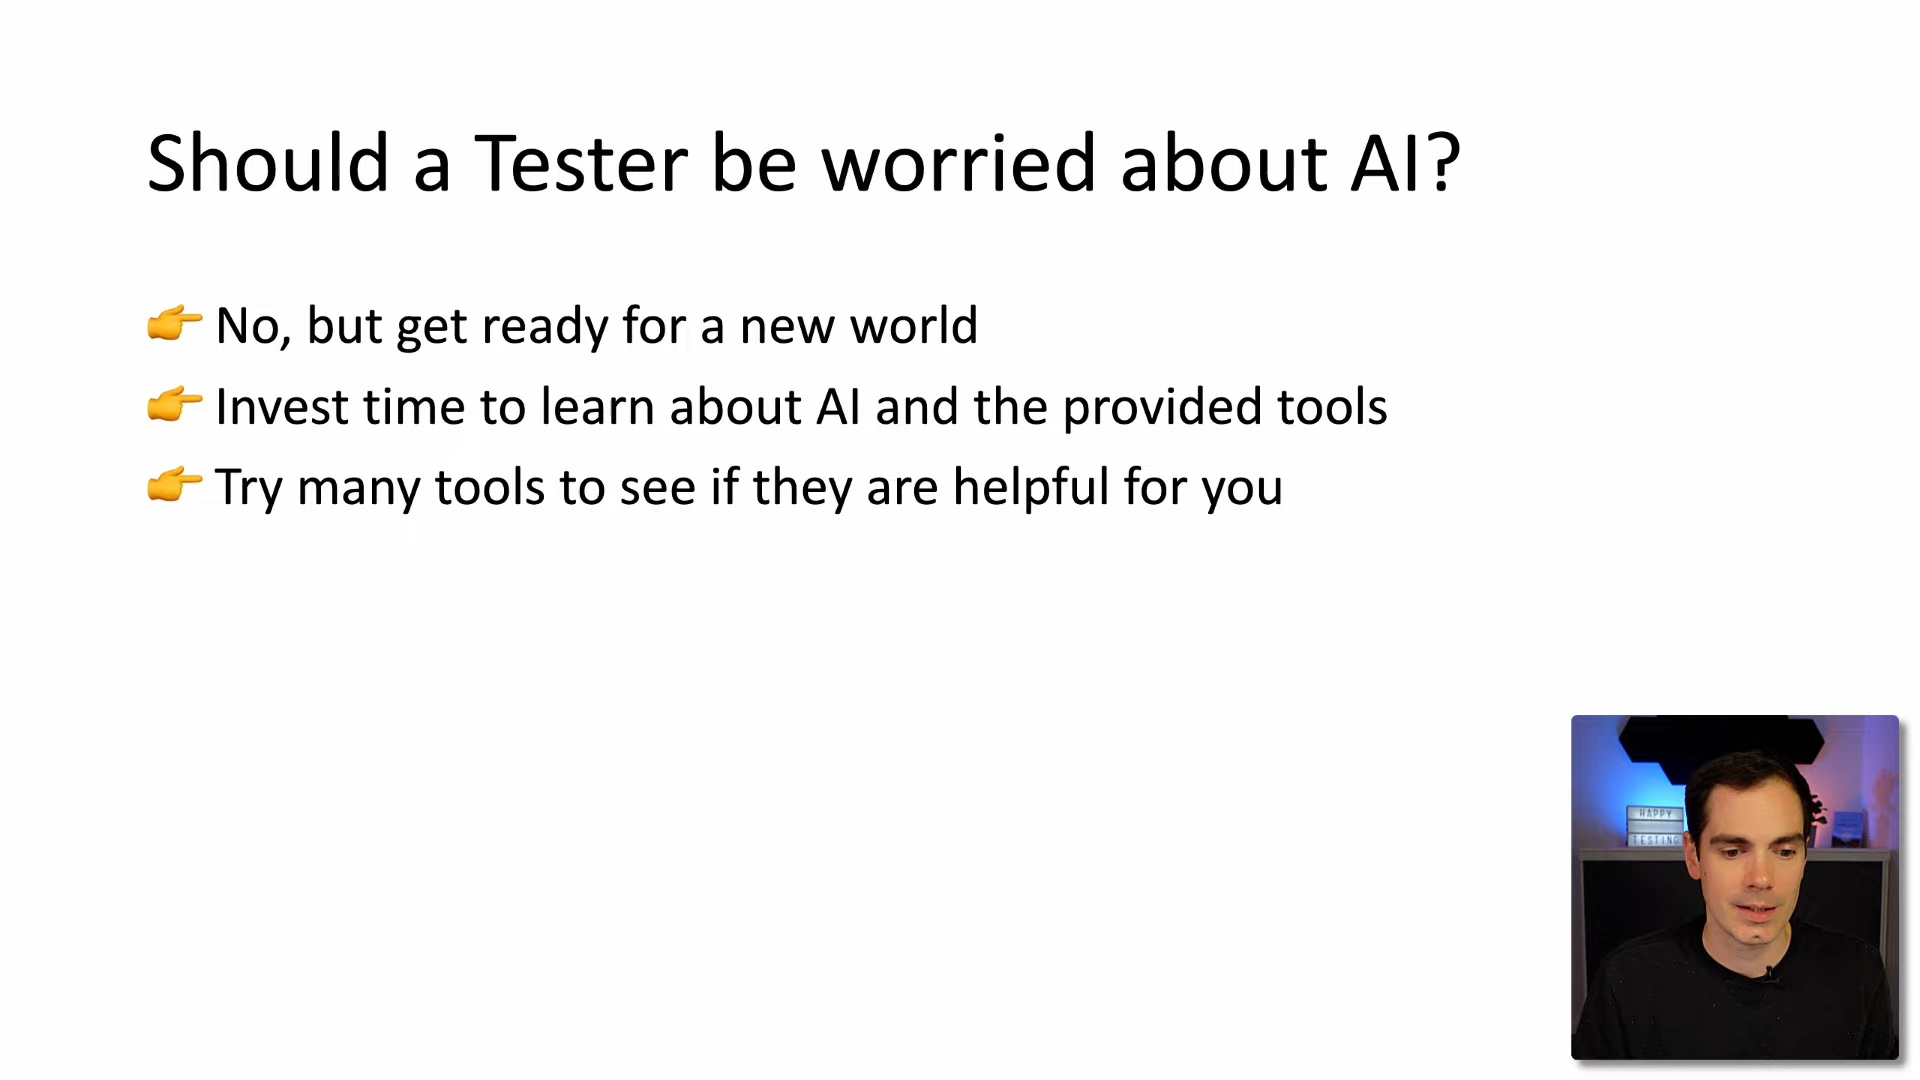 Should a Tester be worried about AI?
👉 No, but get ready for a new world
👉 Invest time to learn about AI and the provided tools
👉 Try many tools to see if they are helpful for you
HAPPY
TESTING